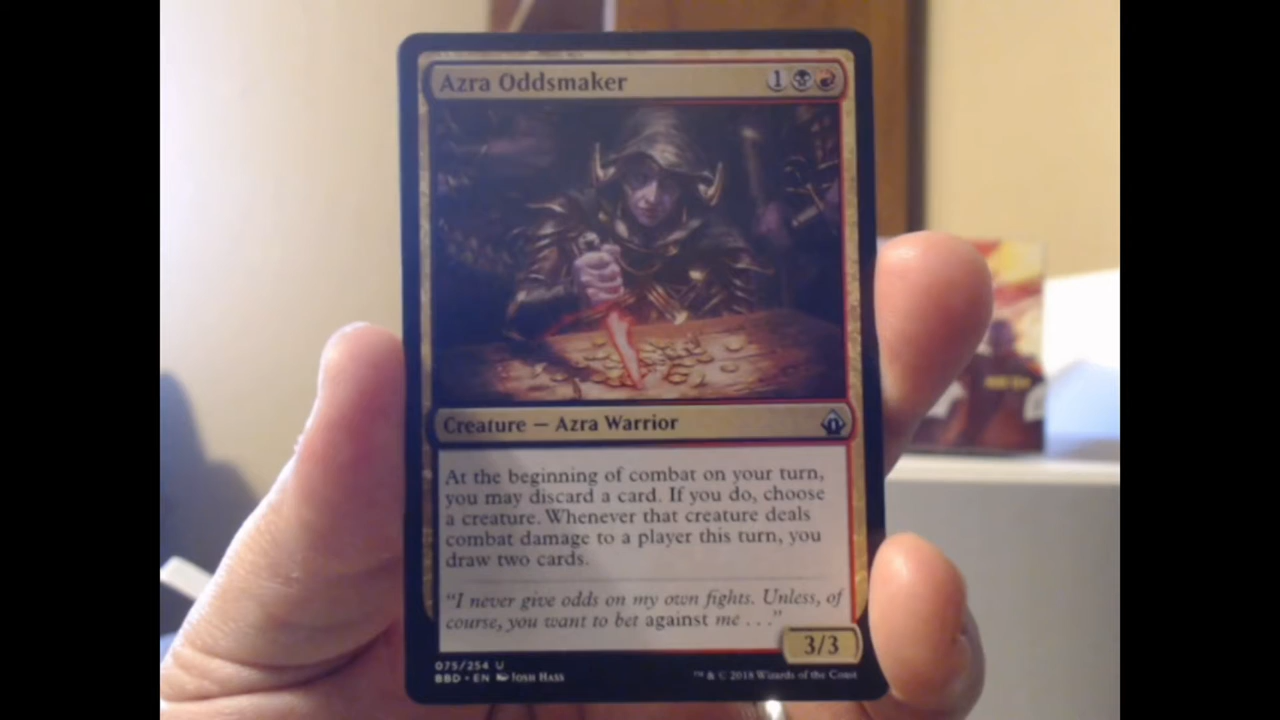 Azra Oddsmaker 1
Creature — Azra Warrior
At the beginning of combat on your turn,
you may discard a card. If you do, choose
a creature. Whenever that creature deals
combat damage to a player this turn, you
draw two cards.
“I never give odds on my own fights. Unless, of
course, you want to bet against me . . .”
3/3
075/254 U
BBD • EN Josh Hass
™ & © 2018 Wizards of the Coast